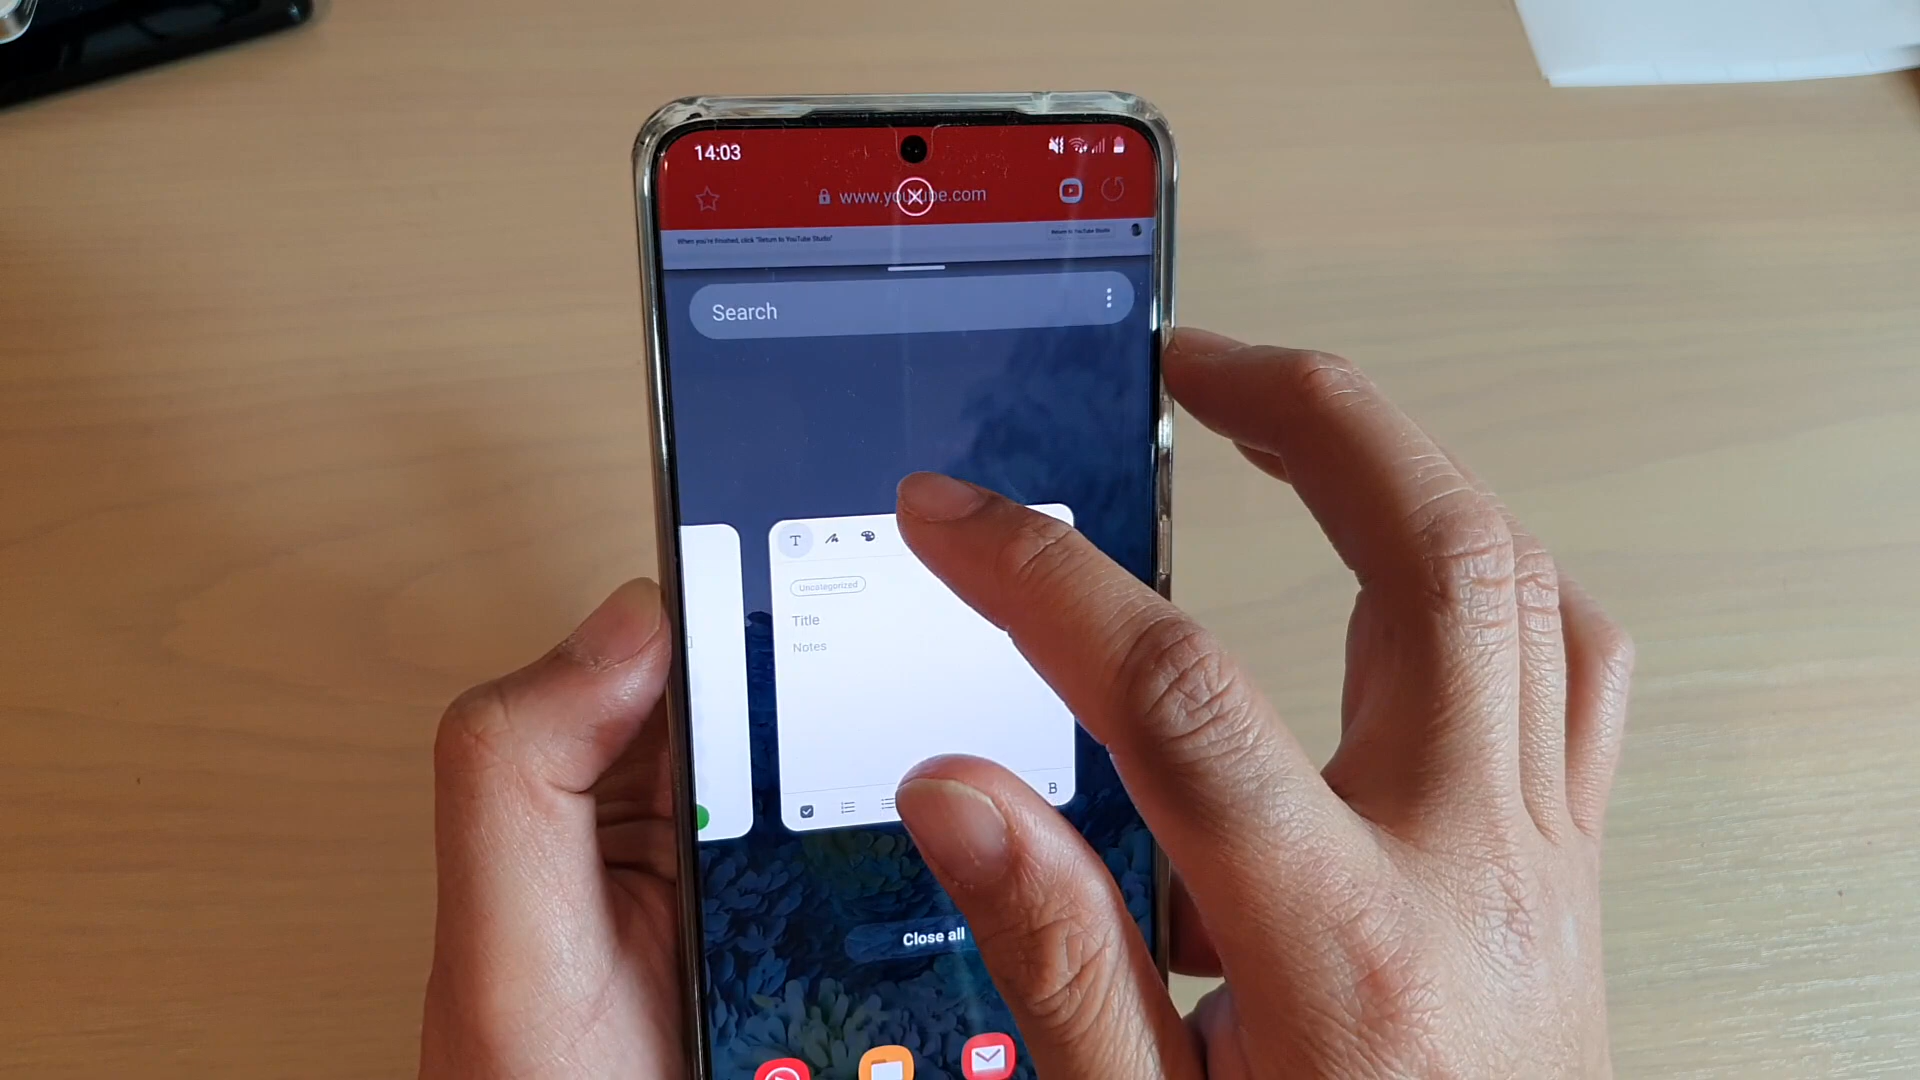 14:03
www.youtube.com
When you're finished, click "Return to YouTube Studio"
Return to YouTube Studio
Search
T
Uncategorized
Title
Notes
B
Close all